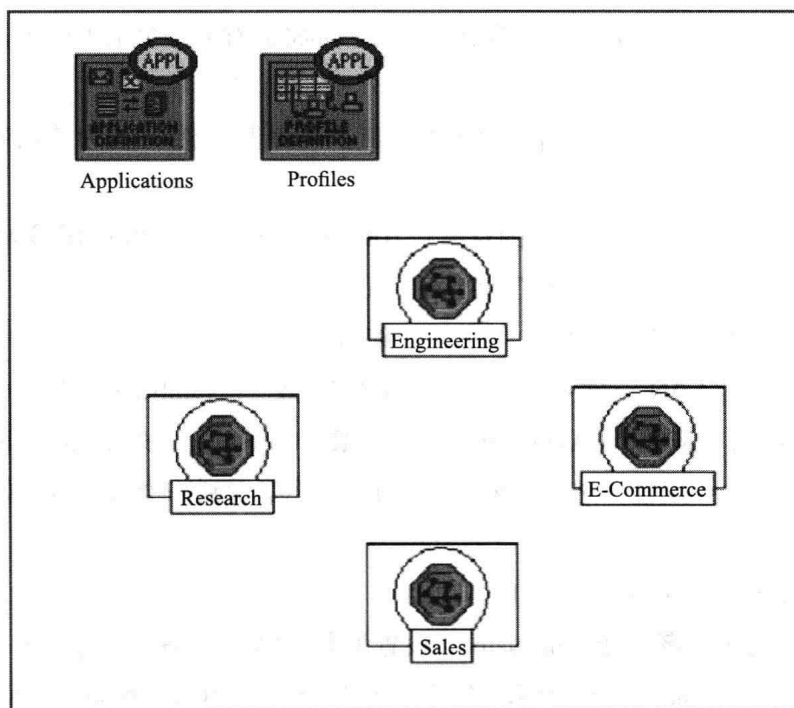 APPL
APPL
APPLICATION
DEFINITION
PROFILE
DEFINITION
Applications
Profiles
Engineering
Research
E-Commerce
Sales